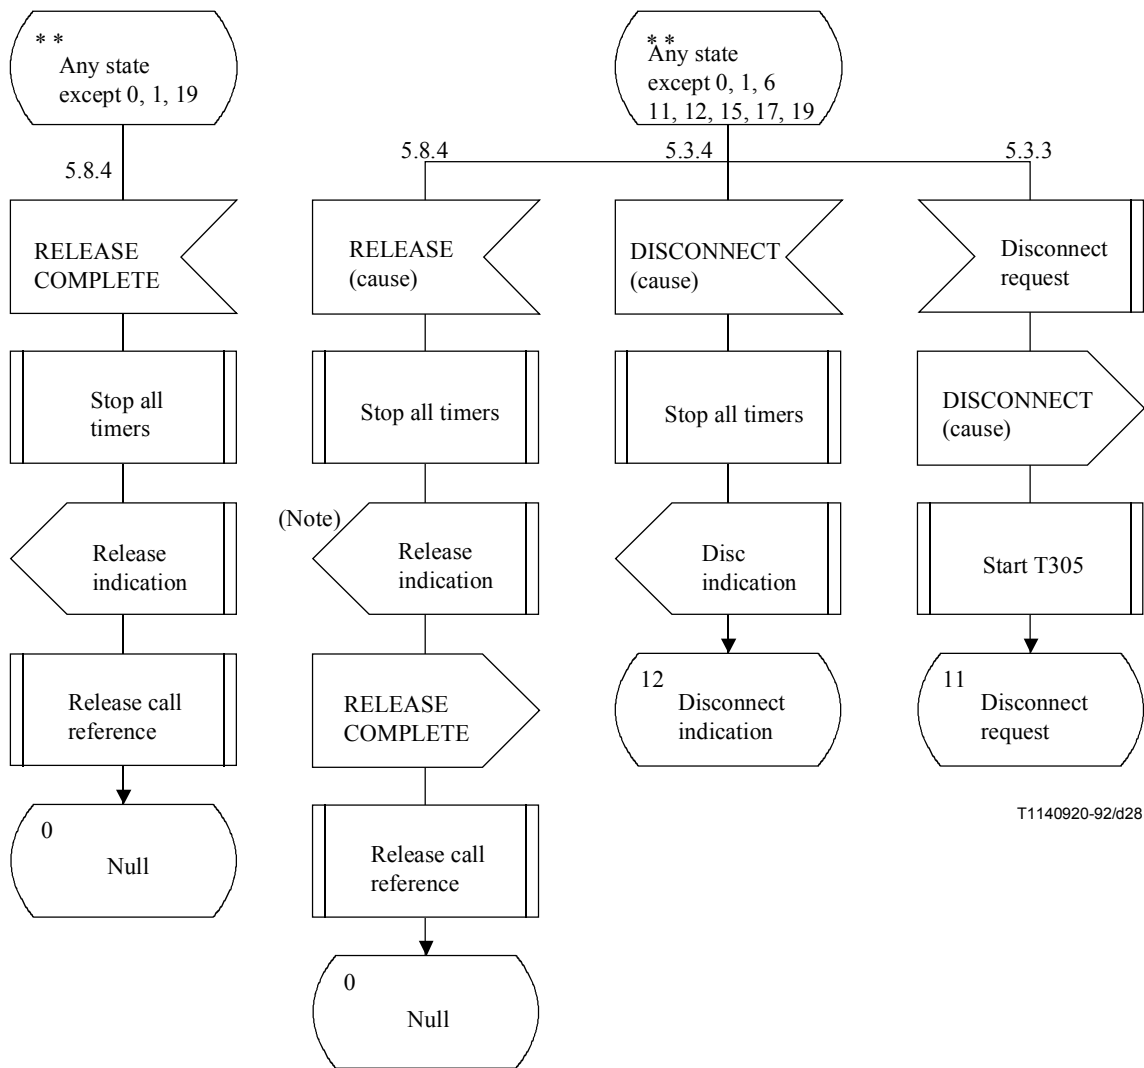 * *
Any state
except 0, 1, 19
* *
Any state
except 0, 1, 6
11, 12, 15, 17, 19
5.8.4
5.8.4
5.3.4
5.3.3
RELEASE
COMPLETE
RELEASE
(cause)
DISCONNECT
(cause)
Disconnect
request
Stop all
timers
Stop all timers
Stop all timers
DISCONNECT
(cause)
Release
indication
(Note)
Release
indication
Disc
indication
Start T305
Release call
reference
RELEASE
COMPLETE
12
Disconnect
indication
11
Disconnect
request
0
Null
Release call
reference
T1140920-92/d28
0
Null